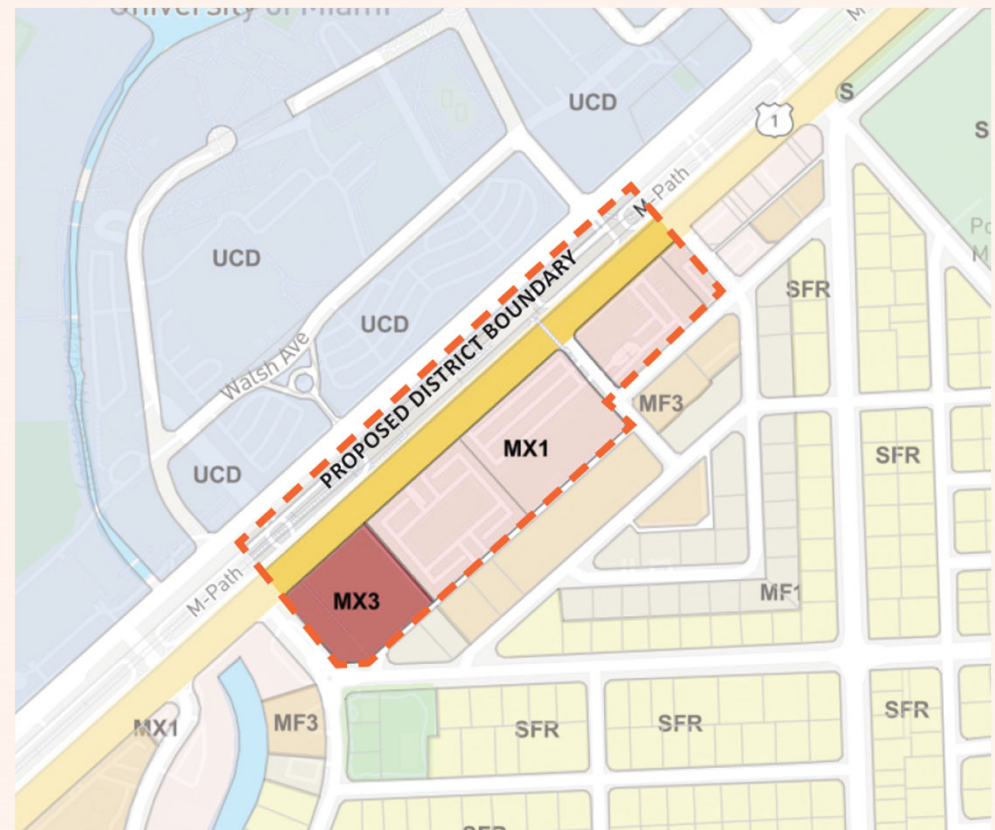 University of Miami
UCD
1
S
S
M-Path
UCD
SFR
PROPOSED DISTRICT BOUNDARY
UCD
Walsh Ave
MF3
MX1
SFR
UCD
M-Path
MX3
MF1
MX1
MF3
SFR
SFR
SFR